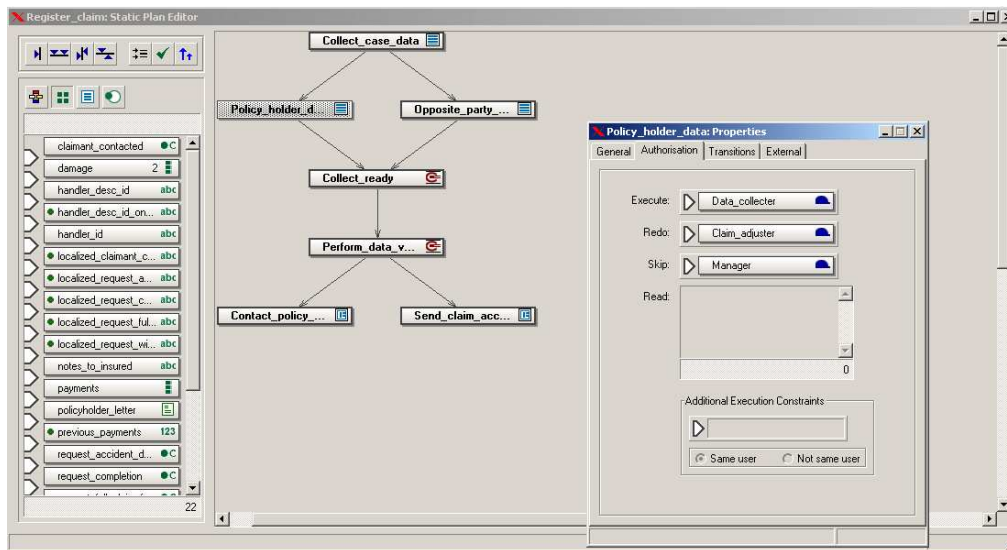 Register_claim: Static Plan Editor
claimant_contacted C
damage 2
handler_desc_id abc
handler_desc_id_on... abc
handler_id abc
localized_claimant_c... abc
localized_request_a... abc
localized_request_c... abc
localized_request_ful... abc
localized_request_wi... abc
notes_to_insured abc
payments
policyholder_letter
previous_payments 123
request_accident_d... C
request_completion C
22
Collect_case_data
Policy_holder_d...
Opposite_party_...
Collect_ready
Perform_data_v...
Contact_policy_...
Send_claim_acc...
Policy_holder_data: Properties
General Authorisation Transitions External
Execute: Data_collecter
Redo: Claim_adjuster
Skip: Manager
Read:
0
Additional Execution Constraints
Same user Not same user